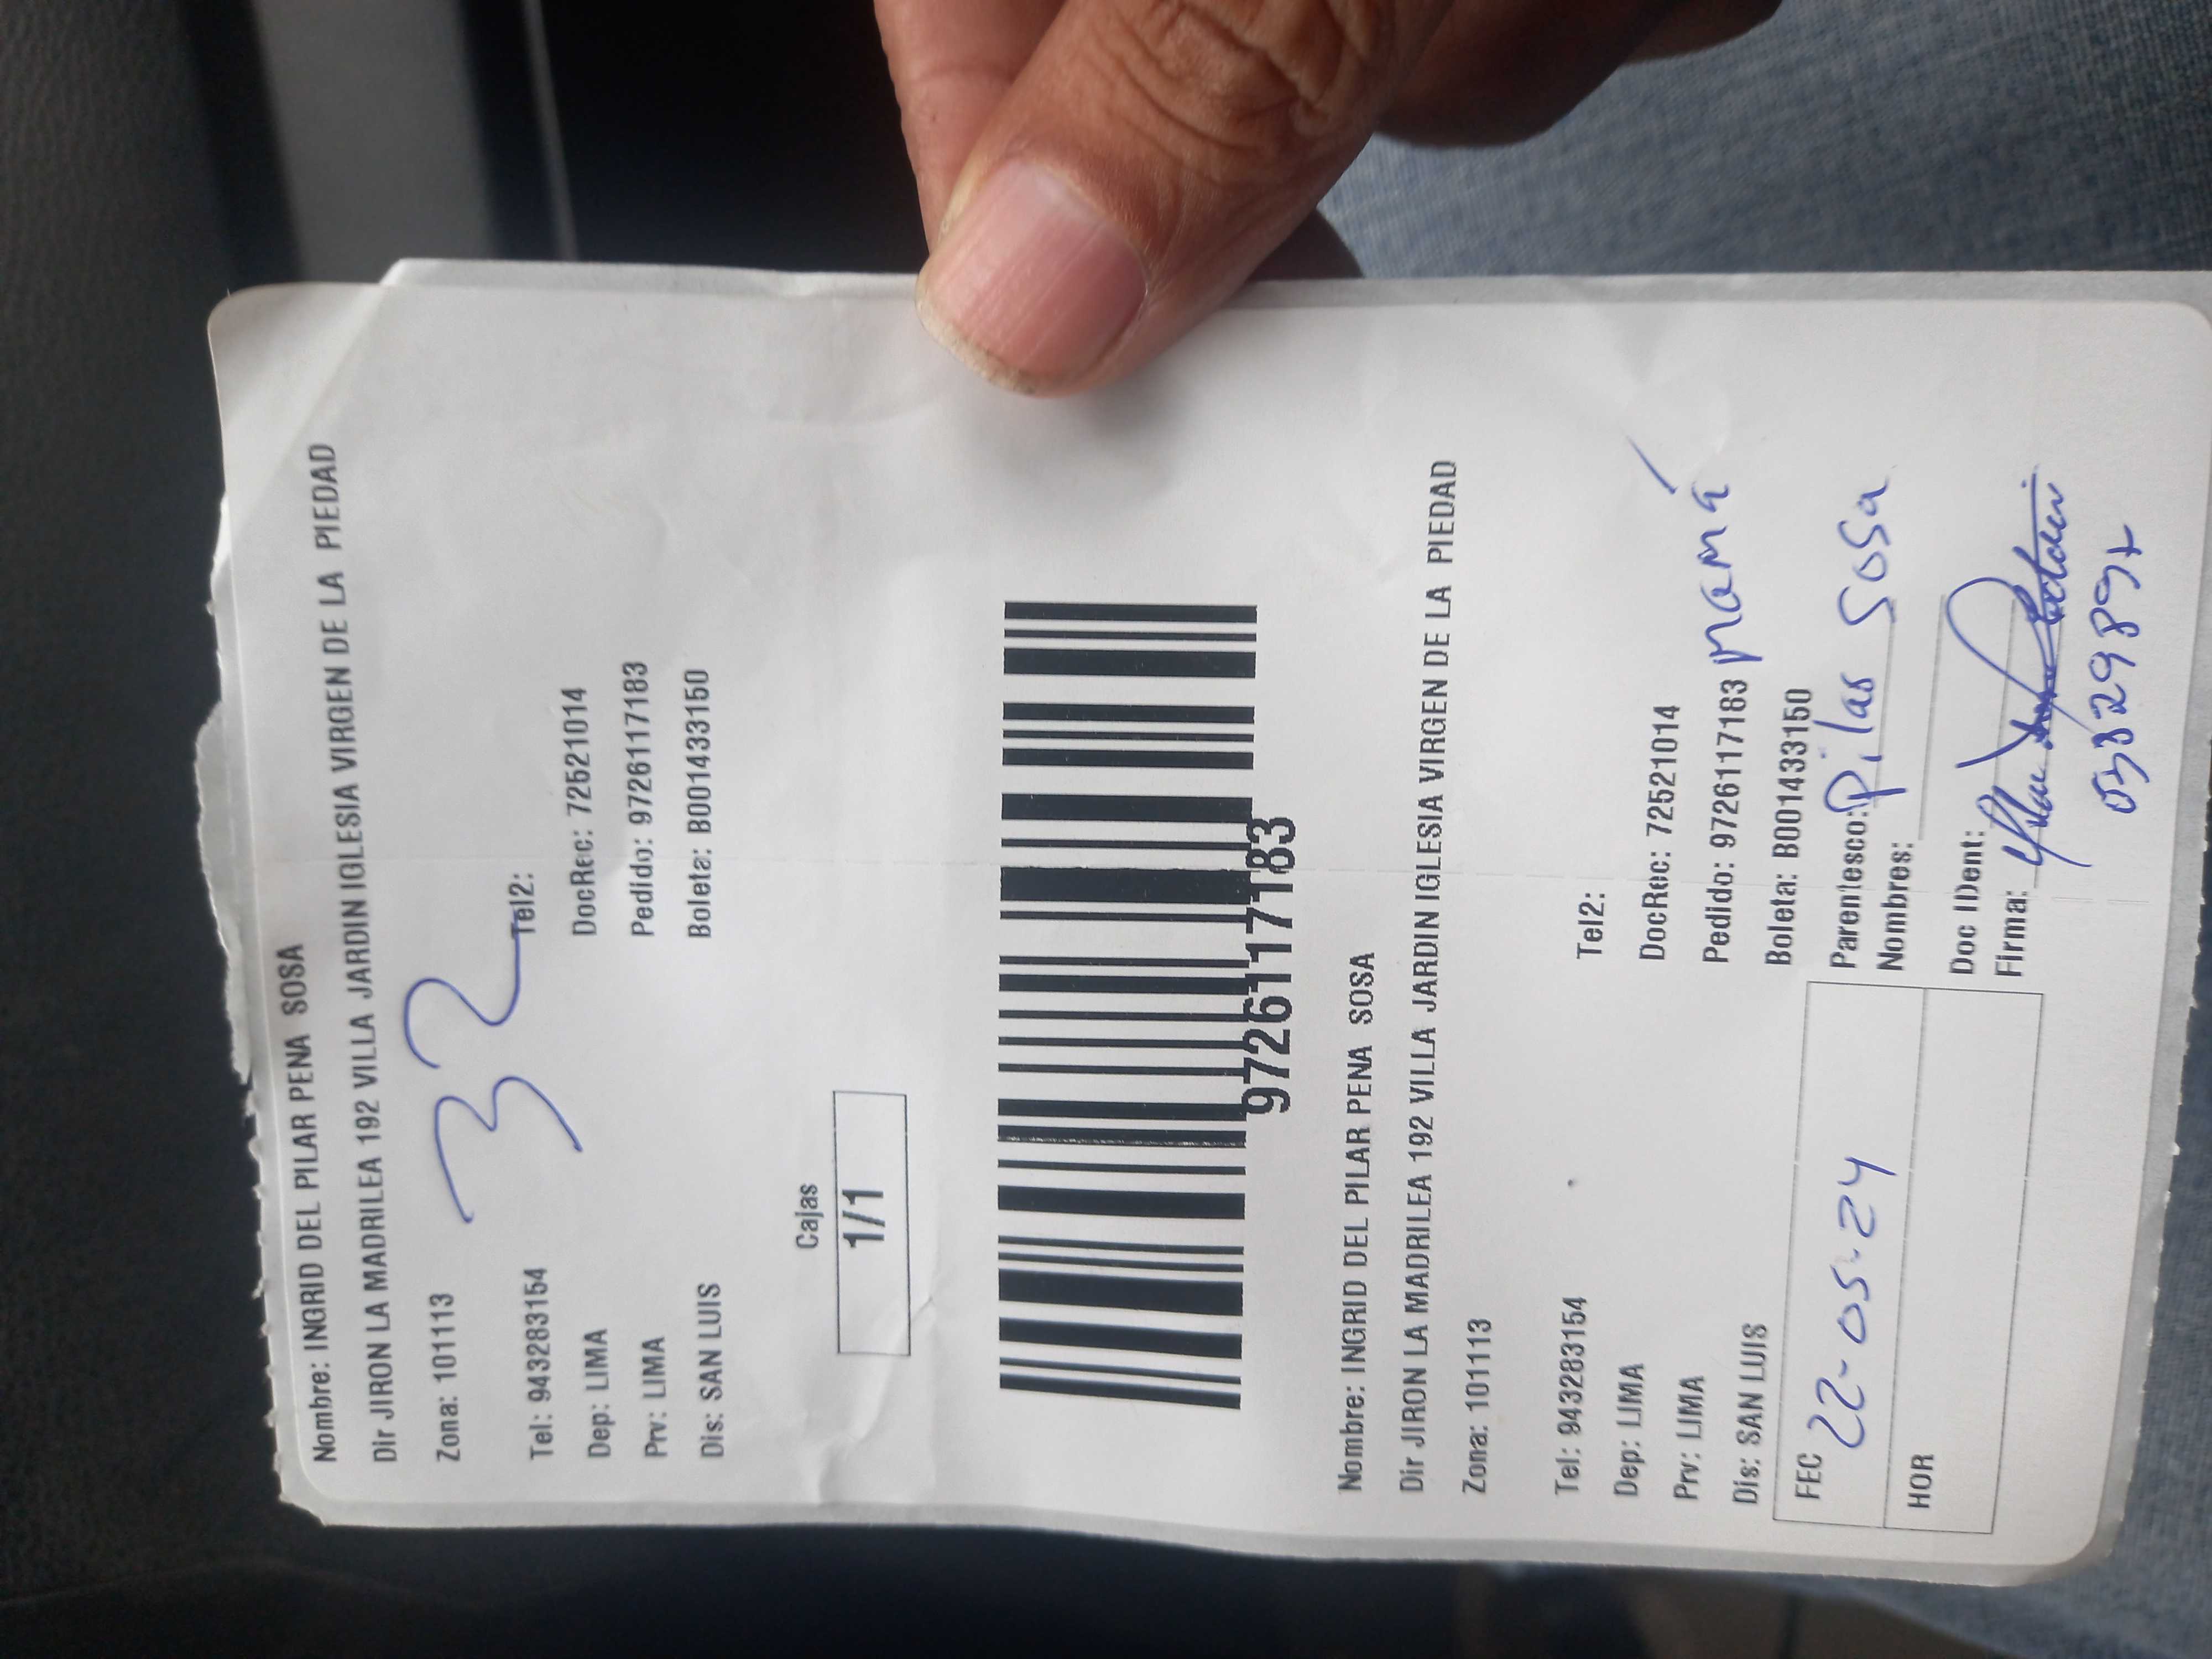 Nombre: INGRID DEL PILAR PENA SOSA
Dir JIRON LA MADRILEA 192 VILLA JARDIN IGLESIA VIRGEN DE LA PIEDAD
Zona: 101113
32
Tel: 943283154 Tel2:
Dep: LIMA DocRec: 72521014
Prv: LIMA Pedido: 97261117183
Dis: SAN LUIS Boleta: B001433150
Cajas
1/1
97261117183
Nombre: INGRID DEL PILAR PENA SOSA
Dir JIRON LA MADRILEA 192 VILLA JARDIN IGLESIA VIRGEN DE LA PIEDAD
Zona: 101113
Tel: 943283154 Tel2:
Dep: LIMA DocRec: 72521014
Prv: LIMA Pedido: 97261117183 mamá
Dis: SAN LUIS Boleta: B001433150
FEC 22-05-24 Parentesco: Pilar Sosa
Nombres:
HOR Doc IDent:
Firma: